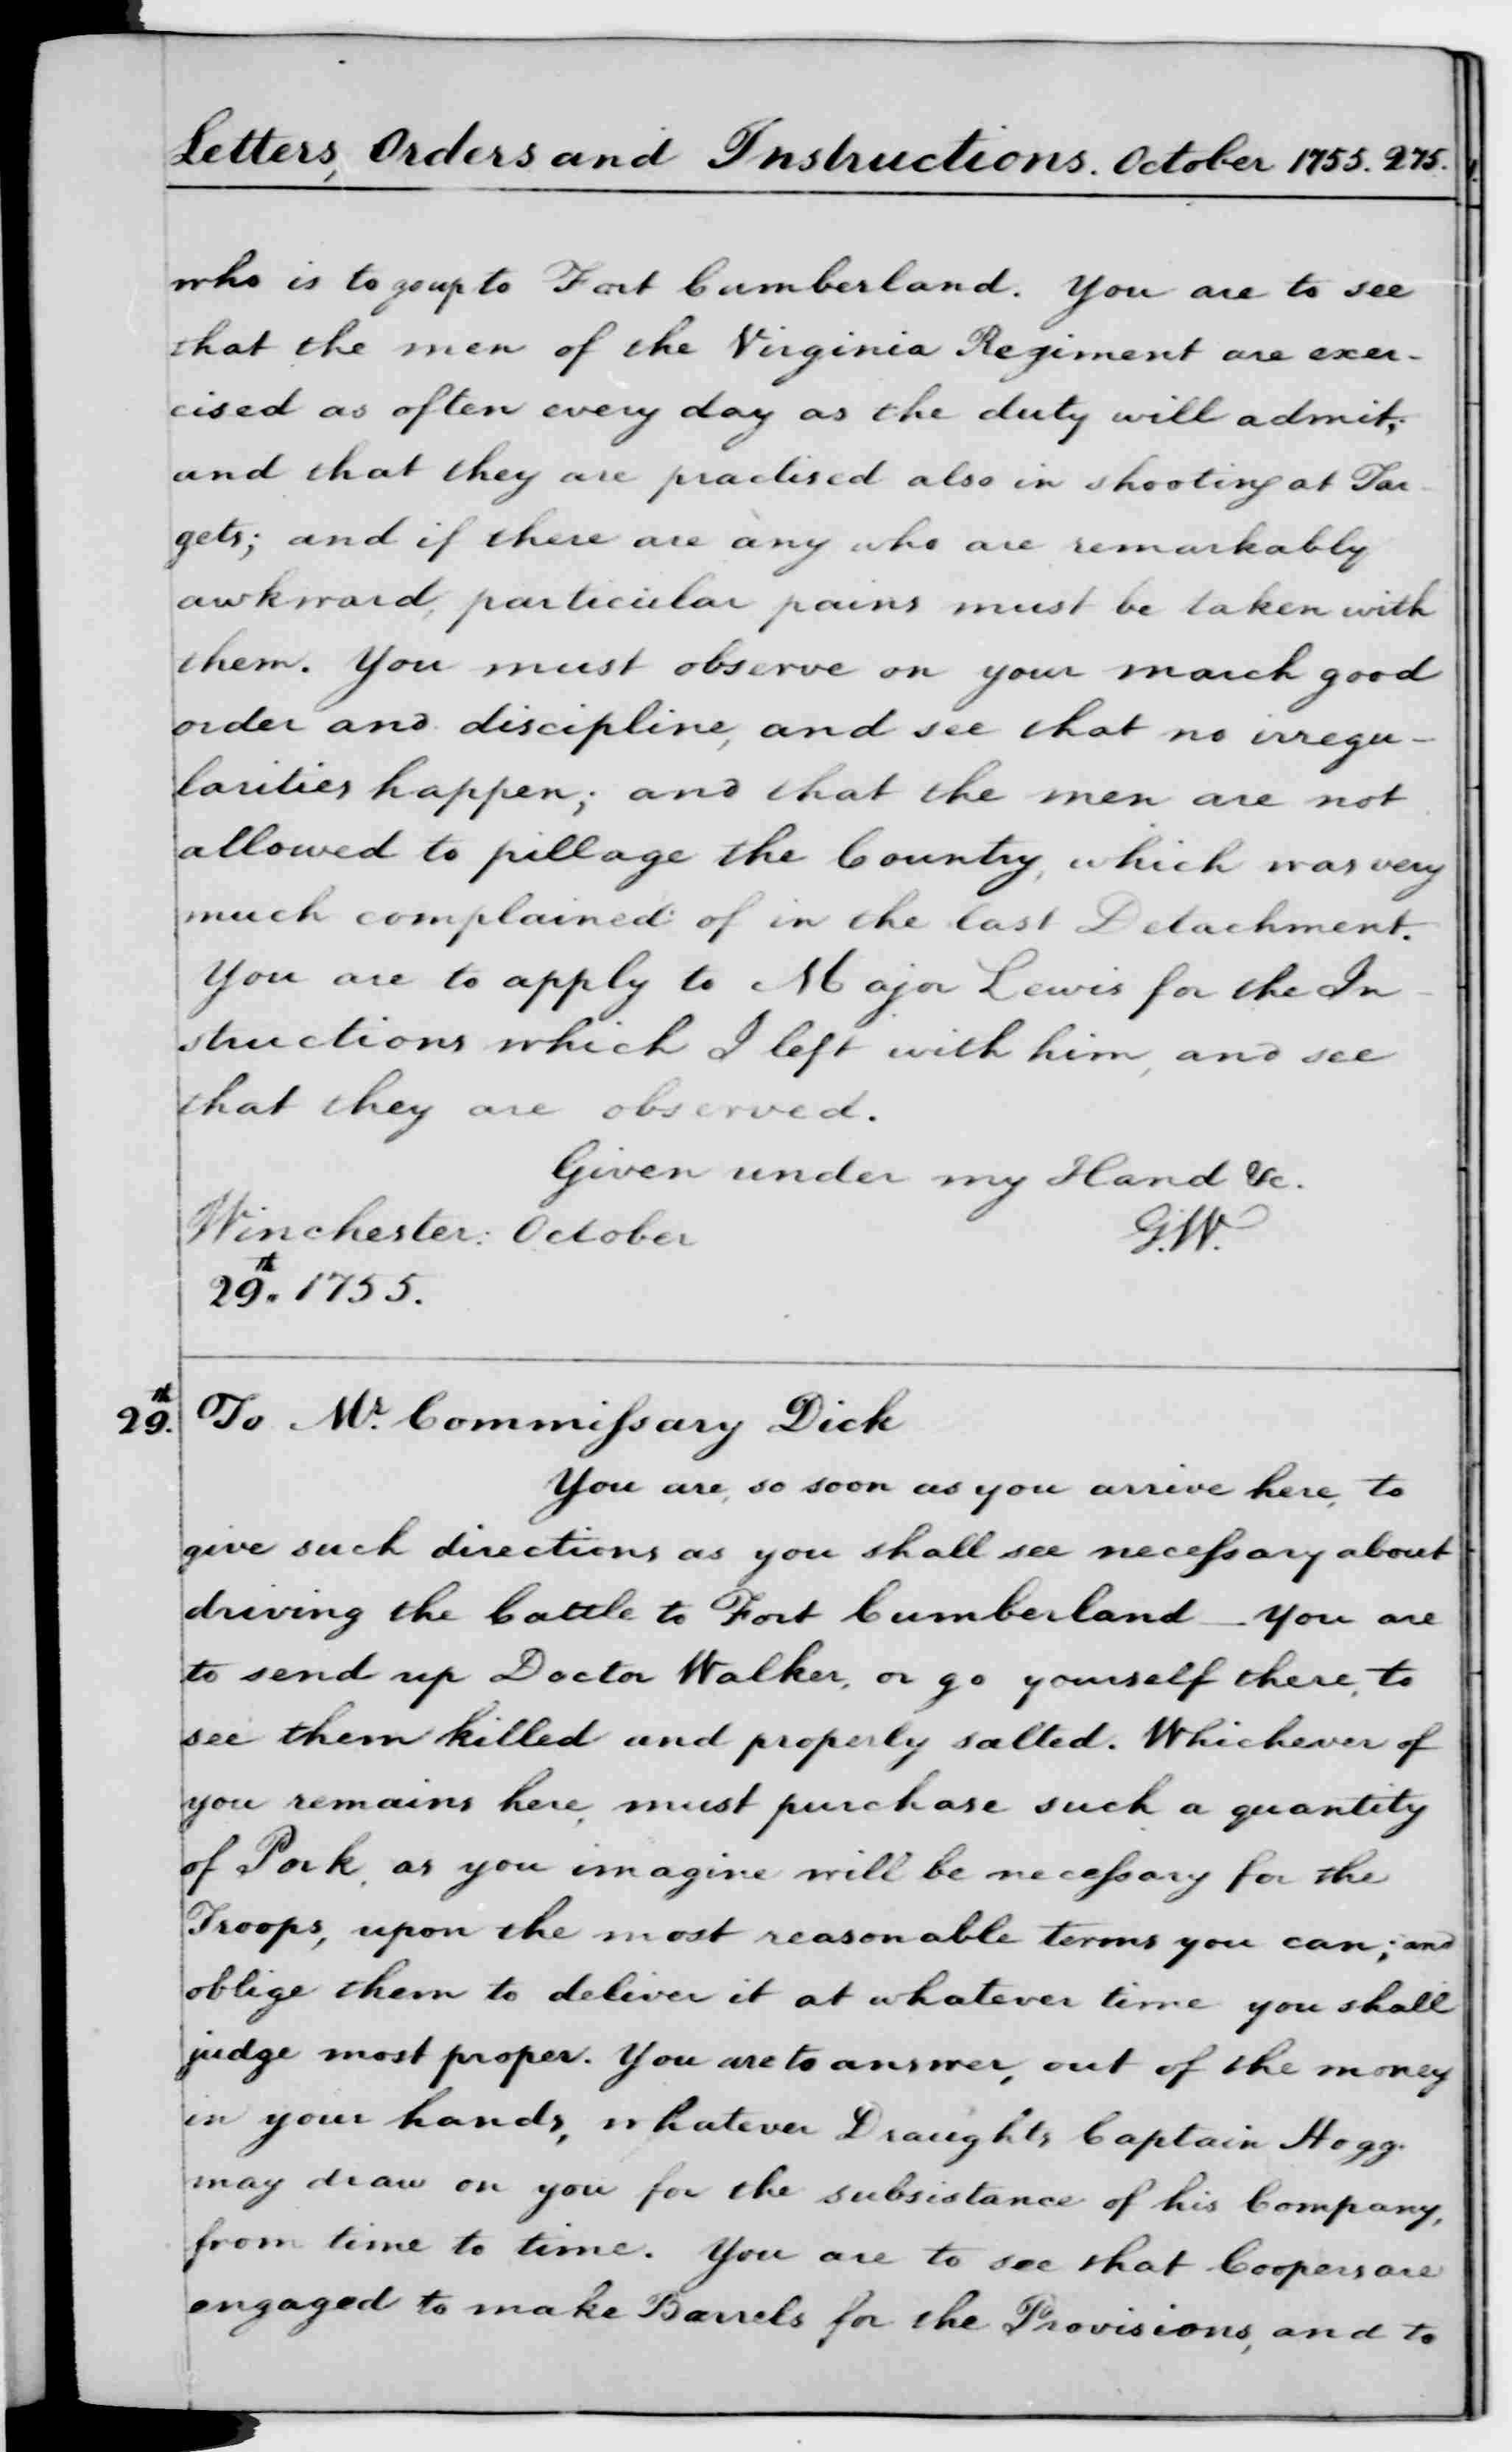 Letters, Orders and Instructions. October 1755. 275.
who is to go up to Fort Cumberland. You are to see
that the men of the Virginia Regiment are exer-
cised as often every day as the duty will admit;
and that they are practised also in shooting at Tar-
gets; and if there are any who are remarkably
awkward, particular pains must be taken with
them. You must observe on your march good
order and discipline, and see that no irregu-
larities happen; and that the men are not
allowed to pillage the Country, which was very
much complained of in the last Detachment.
You are to apply to Major Lewis for the In-
structions which I left with him, and see
that they are observed.
Given under my Hand &c.
Winchester: October G.W.
29th. 1755.
29th. To Mr. Commiſsary Dick
You are, so soon as you arrive here, to
give such directions as you shall see neceſsary about
driving the Cattle to Fort Cumberland — You are
to send up Doctor Walker, or go yourself there, to
see them killed and properly salted. Whichever of
you remains here, must purchase such a quantity
of Pork, as you imagine will be neceſsary for the
Troops, upon the most reasonable terms you can; and
oblige them to deliver it at whatever time you shall
judge most proper. You are to answer, out of the money
in your hands, whatever Draughts Captain Hogg
may draw on you for the subsistance of his Company,
from time to time. You are to see that Coopers are
engaged to make Barrels for the Provisions, and to